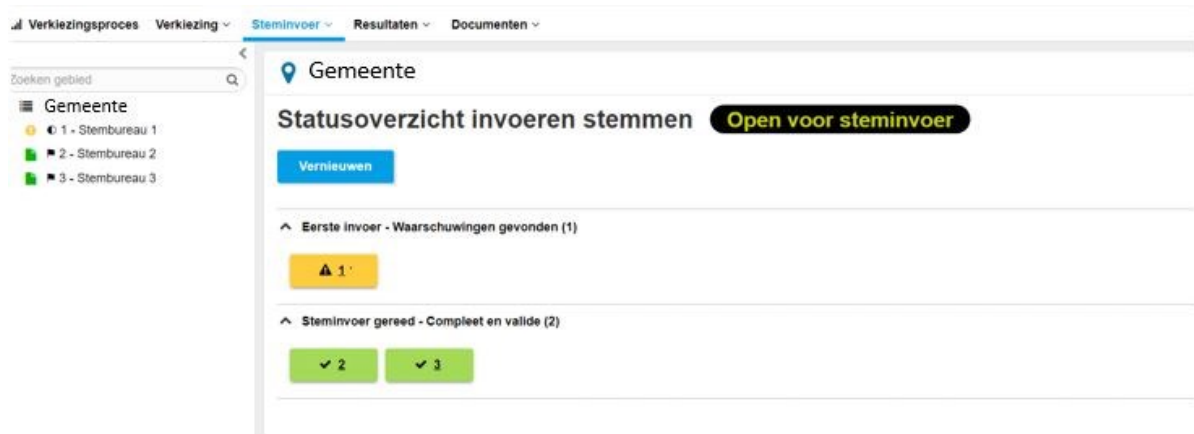 Verkiezingsproces Verkiezing Steminvoer Resultaten Documenten
Zoeken gebied
Gemeente
1 - Stembureau 1
2 - Stembureau 2
3 - Stembureau 3
Gemeente
Statusoverzicht invoeren stemmen Open voor steminvoer
Vernieuwen
Eerste invoer - Waarschuwingen gevonden (1)
1
Steminvoer gereed - Compleet en valide (2)
2 3